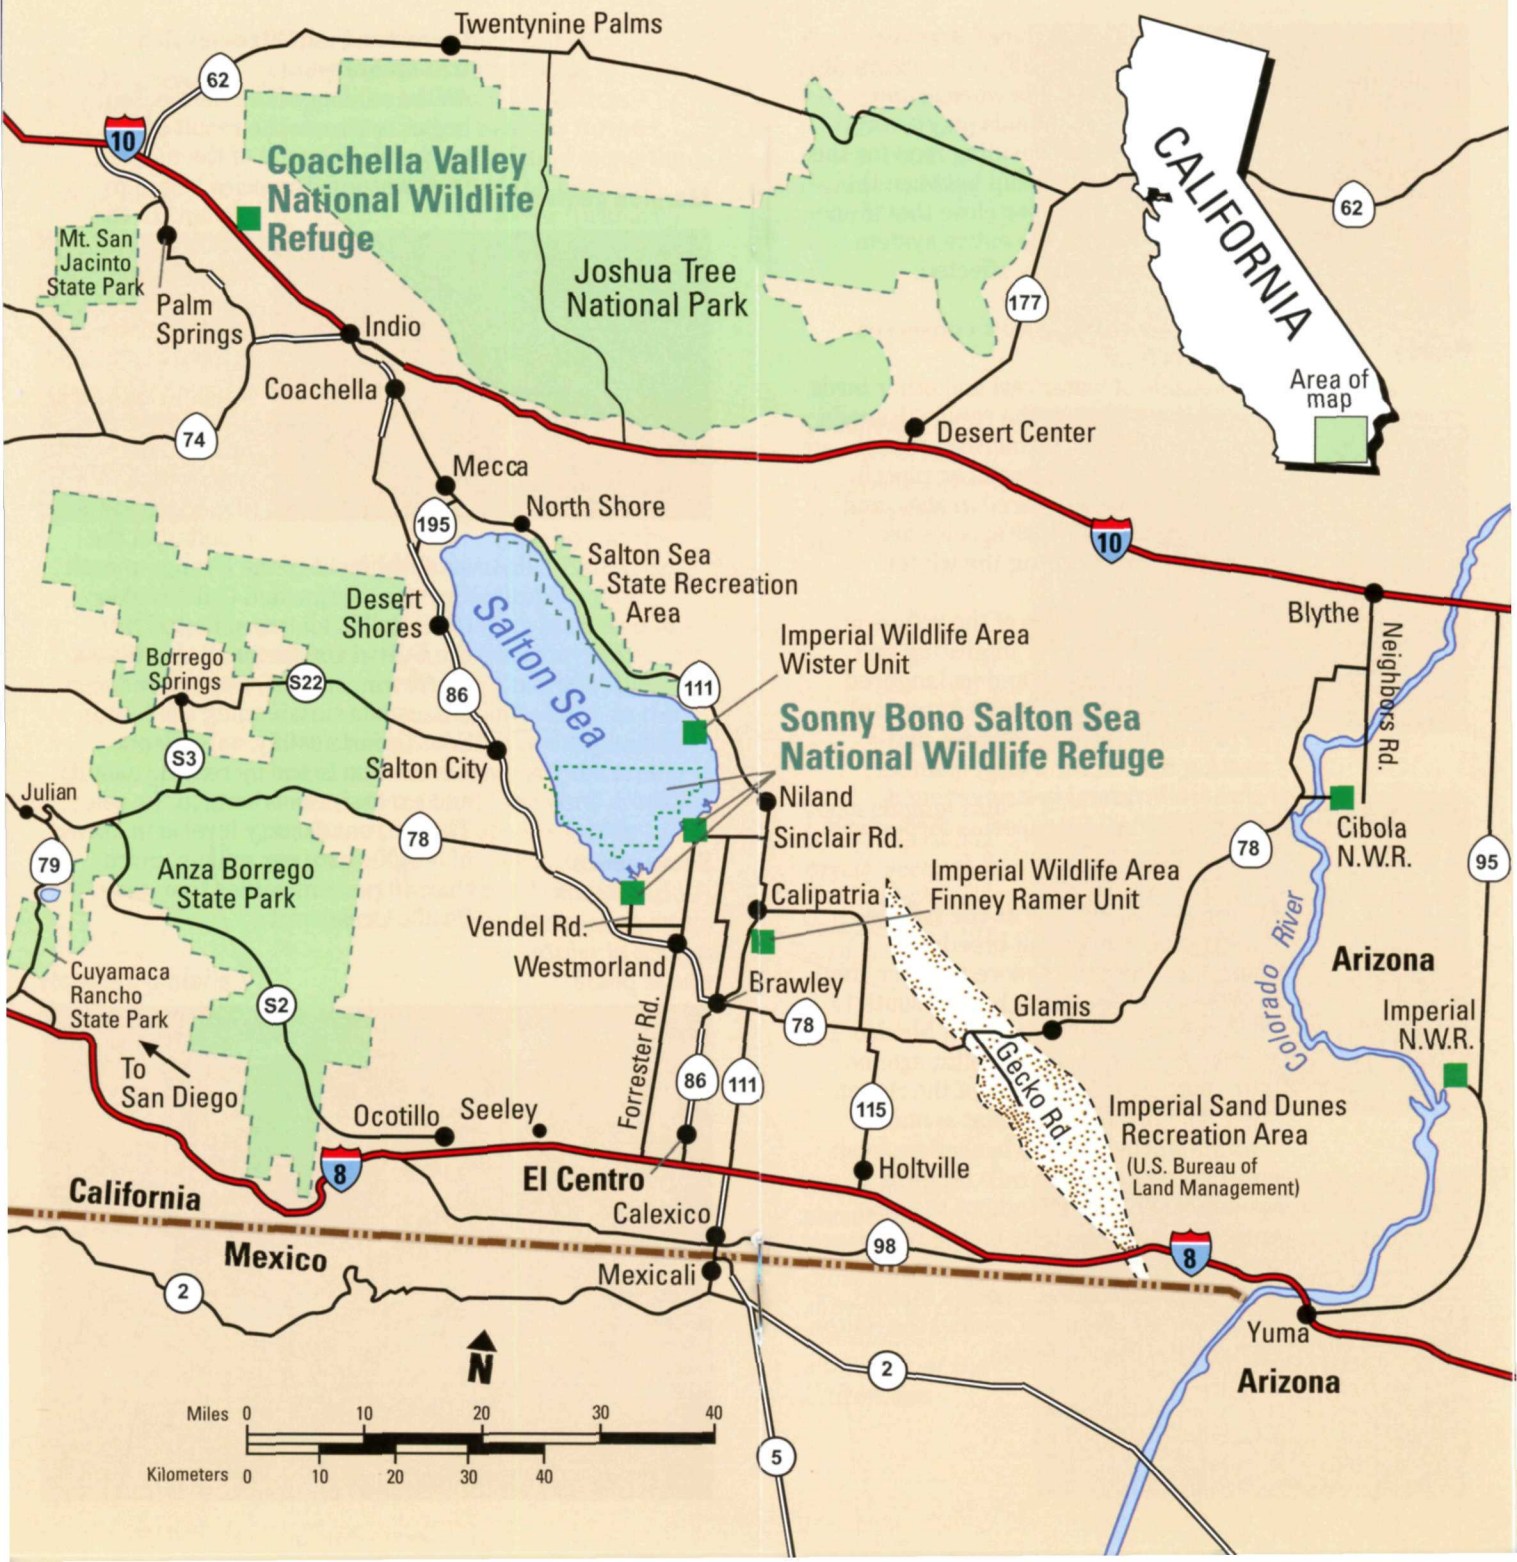 Twentynine Palms
62
10
Coachella Valley
National Wildlife
Refuge
CALIFORNIA
62
Mt. San
Jacinto
State Park
Joshua Tree
National Park
Palm
Springs
177
Indio
Area of
map
Coachella
74
Desert Center
Mecca
North Shore
195
10
Salton Sea
State Recreation
Area
Desert
Shores
Blythe
Salton Sea
Imperial Wildlife Area
Wister Unit
Neighbors Rd.
Borrego
Springs
S22
86
111
Sonny Bono Salton Sea
National Wildlife Refuge
S3
Salton City
Julian
Niland
Sinclair Rd.
Cibola
N.W.R.
78
78
79
95
Anza Borrego
State Park
Calipatria
Imperial Wildlife Area
Finney Ramer Unit
Vendel Rd.
Colorado River
Westmorland
Arizona
Cuyamaca
Rancho
State Park
Brawley
S2
78
Glamis
Imperial
N.W.R.
Forrester Rd.
To
San Diego
86
111
Gecko Rd
115
Ocotillo
Seeley
Imperial Sand Dunes
Recreation Area
(U.S. Bureau of
Land Management)
8
El Centro
Holtville
California
Calexico
98
8
Mexico
Mexicali
2
Yuma
N
2
Arizona
Miles 0 10 20 30 40
5
Kilometers 0 10 20 30 40